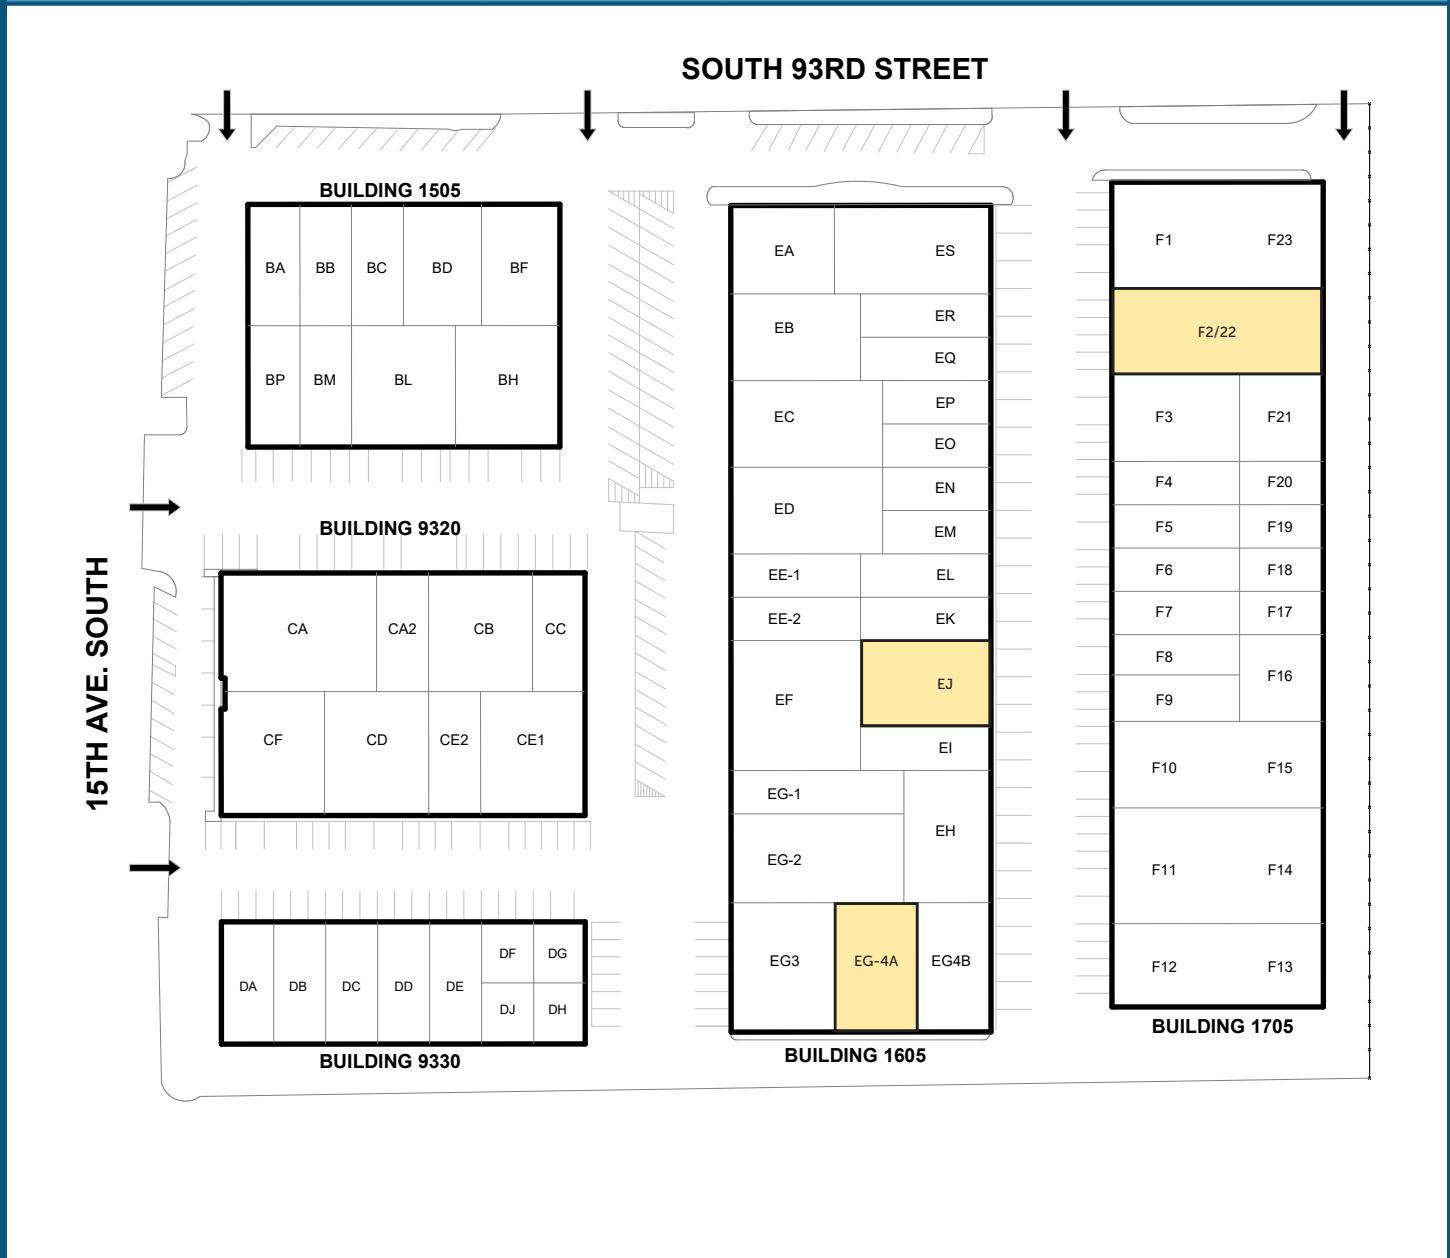 SOUTH 93RD STREET
15TH AVE. SOUTH
BUILDING 1505
BA BB BC BD BF
BP BM BL BH
BUILDING 9320
CA CA2 CB CC
CF CD CE2 CE1
DA DB DC DD DE DF DG
DJ DH
BUILDING 9330
EA ES
EB ER
EQ
EC EP
EO
ED EN
EM
EE-1 EL
EE-2 EK
EF EJ
EI
EG-1
EH
EG-2
EG3 EG-4A EG4B
BUILDING 1605
F1 F23
F2/22
F3 F21
F4 F20
F5 F19
F6 F18
F7 F17
F8
F16
F9
F10 F15
F11 F14
F12 F13
BUILDING 1705